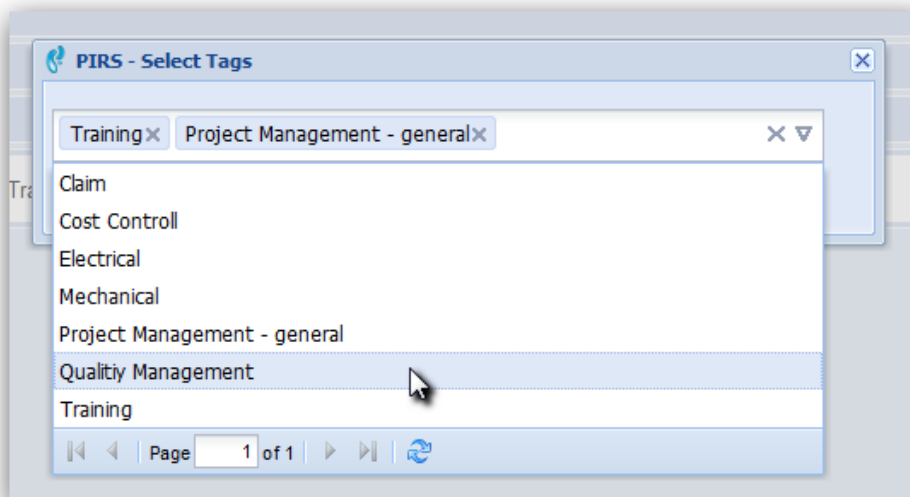 PIRS - Select Tags
Training Project Management - general
Tra
Claim
Cost Controll
Electrical
Mechanical
Project Management - general
Qualitiy Management
Training
Page 1 of 1